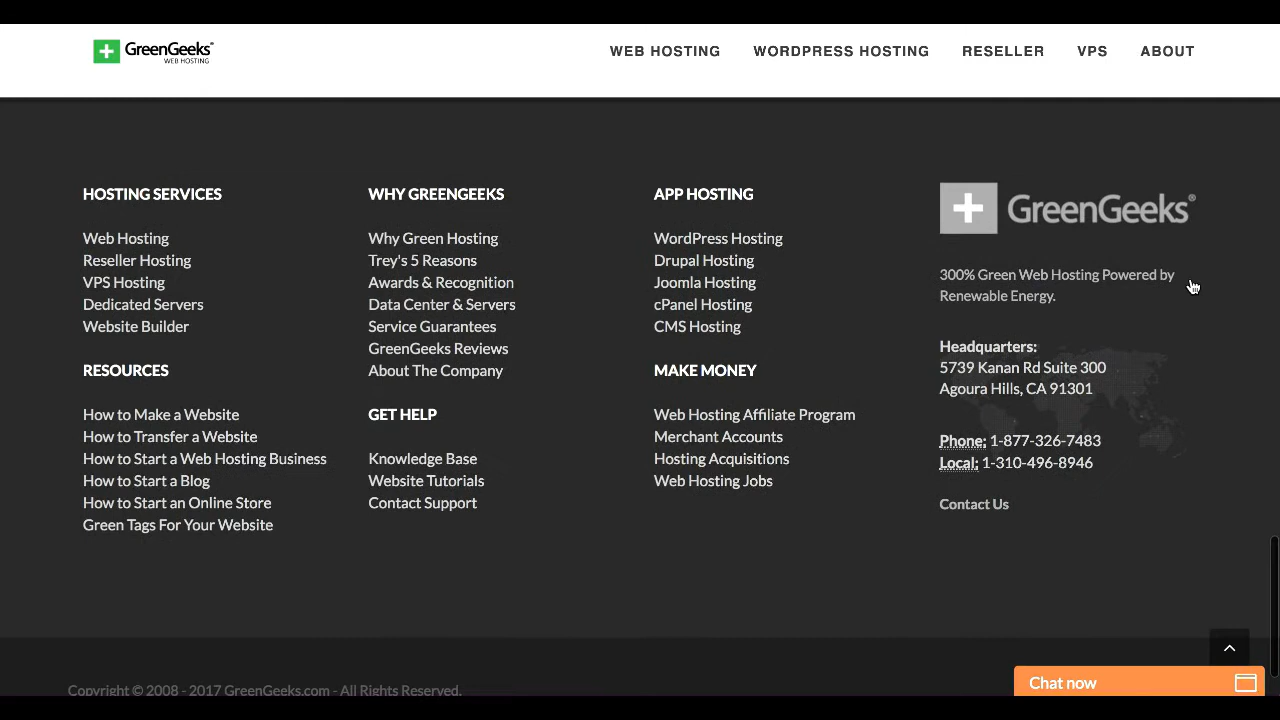 GreenGeeks®
WEB HOSTING
WEB HOSTING
WORDPRESS HOSTING
RESELLER
VPS
ABOUT
HOSTING SERVICES
Web Hosting
Reseller Hosting
VPS Hosting
Dedicated Servers
Website Builder
RESOURCES
How to Make a Website
How to Transfer a Website
How to Start a Web Hosting Business
How to Start a Blog
How to Start an Online Store
Green Tags For Your Website
WHY GREENGEEKS
Why Green Hosting
Trey's 5 Reasons
Awards & Recognition
Data Center & Servers
Service Guarantees
GreenGeeks Reviews
About The Company
GET HELP
Knowledge Base
Website Tutorials
Contact Support
APP HOSTING
WordPress Hosting
Drupal Hosting
Joomla Hosting
cPanel Hosting
CMS Hosting
MAKE MONEY
Web Hosting Affiliate Program
Merchant Accounts
Hosting Acquisitions
Web Hosting Jobs
GreenGeeks®
300% Green Web Hosting Powered by
Renewable Energy.
Headquarters:
5739 Kanan Rd Suite 300
Agoura Hills, CA 91301
Phone: 1-877-326-7483
Local: 1-310-496-8946
Contact Us
Copyright © 2008 - 2017 GreenGeeks.com - All Rights Reserved.
Chat now